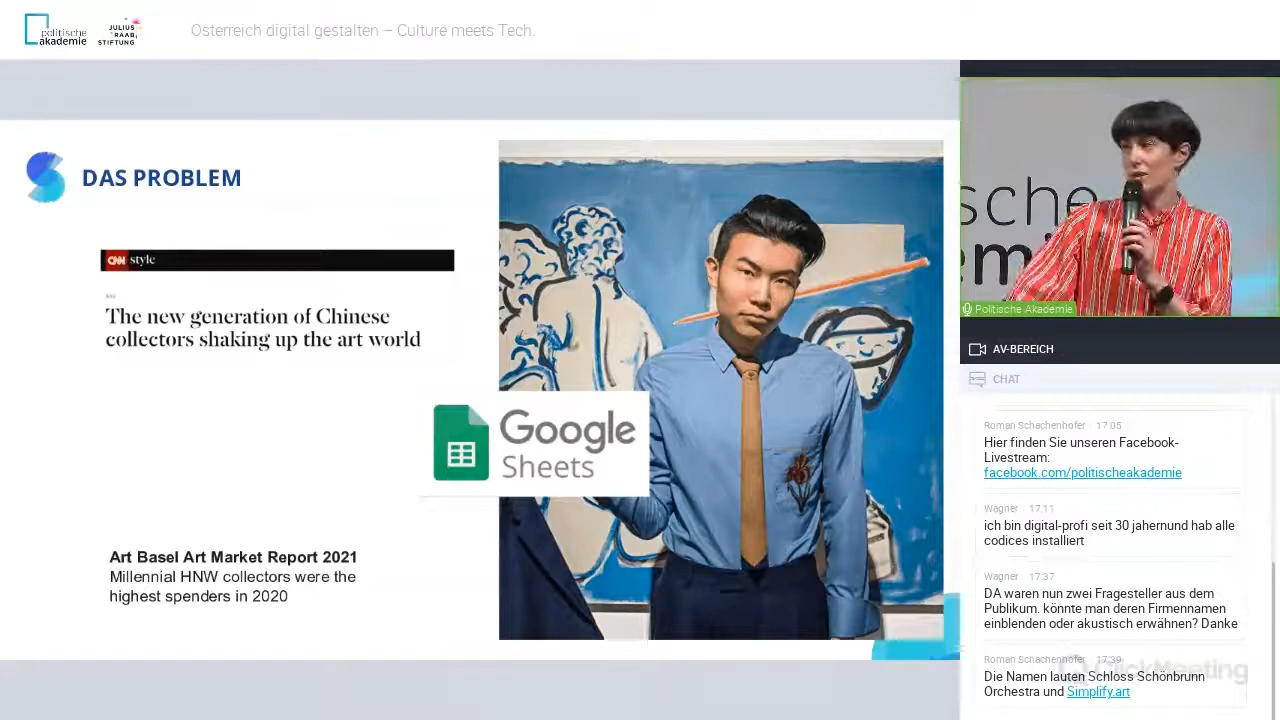 politische
akademie
JULIUS
RAAB
STIFTUNG
Österreich digital gestalten – Culture meets Tech.
DAS PROBLEM
CNN style
The new generation of Chinese
collectors shaking up the art world
Google
Sheets
Art Basel Art Market Report 2021
Millennial HNW collectors were the
highest spenders in 2020
sche
Politische Akademie
AV-BEREICH
CHAT
Roman Schachenhofer 17:05
Hier finden Sie unseren Facebook-
Livestream:
facebook.com/politischeakademie
Wagner 17:11
ich bin digital-profi seit 30 jahernund hab alle
codices installiert
Wagner 17:37
DA waren nun zwei Fragesteller aus dem
Publikum. könnte man deren Firmennamen
einblenden oder akustisch erwähnen? Danke
Roman Schachenhofer 17:39
Die Namen lauten Schloss Schönbrunn
Orchestra und Simplify.art
ClickMeeting